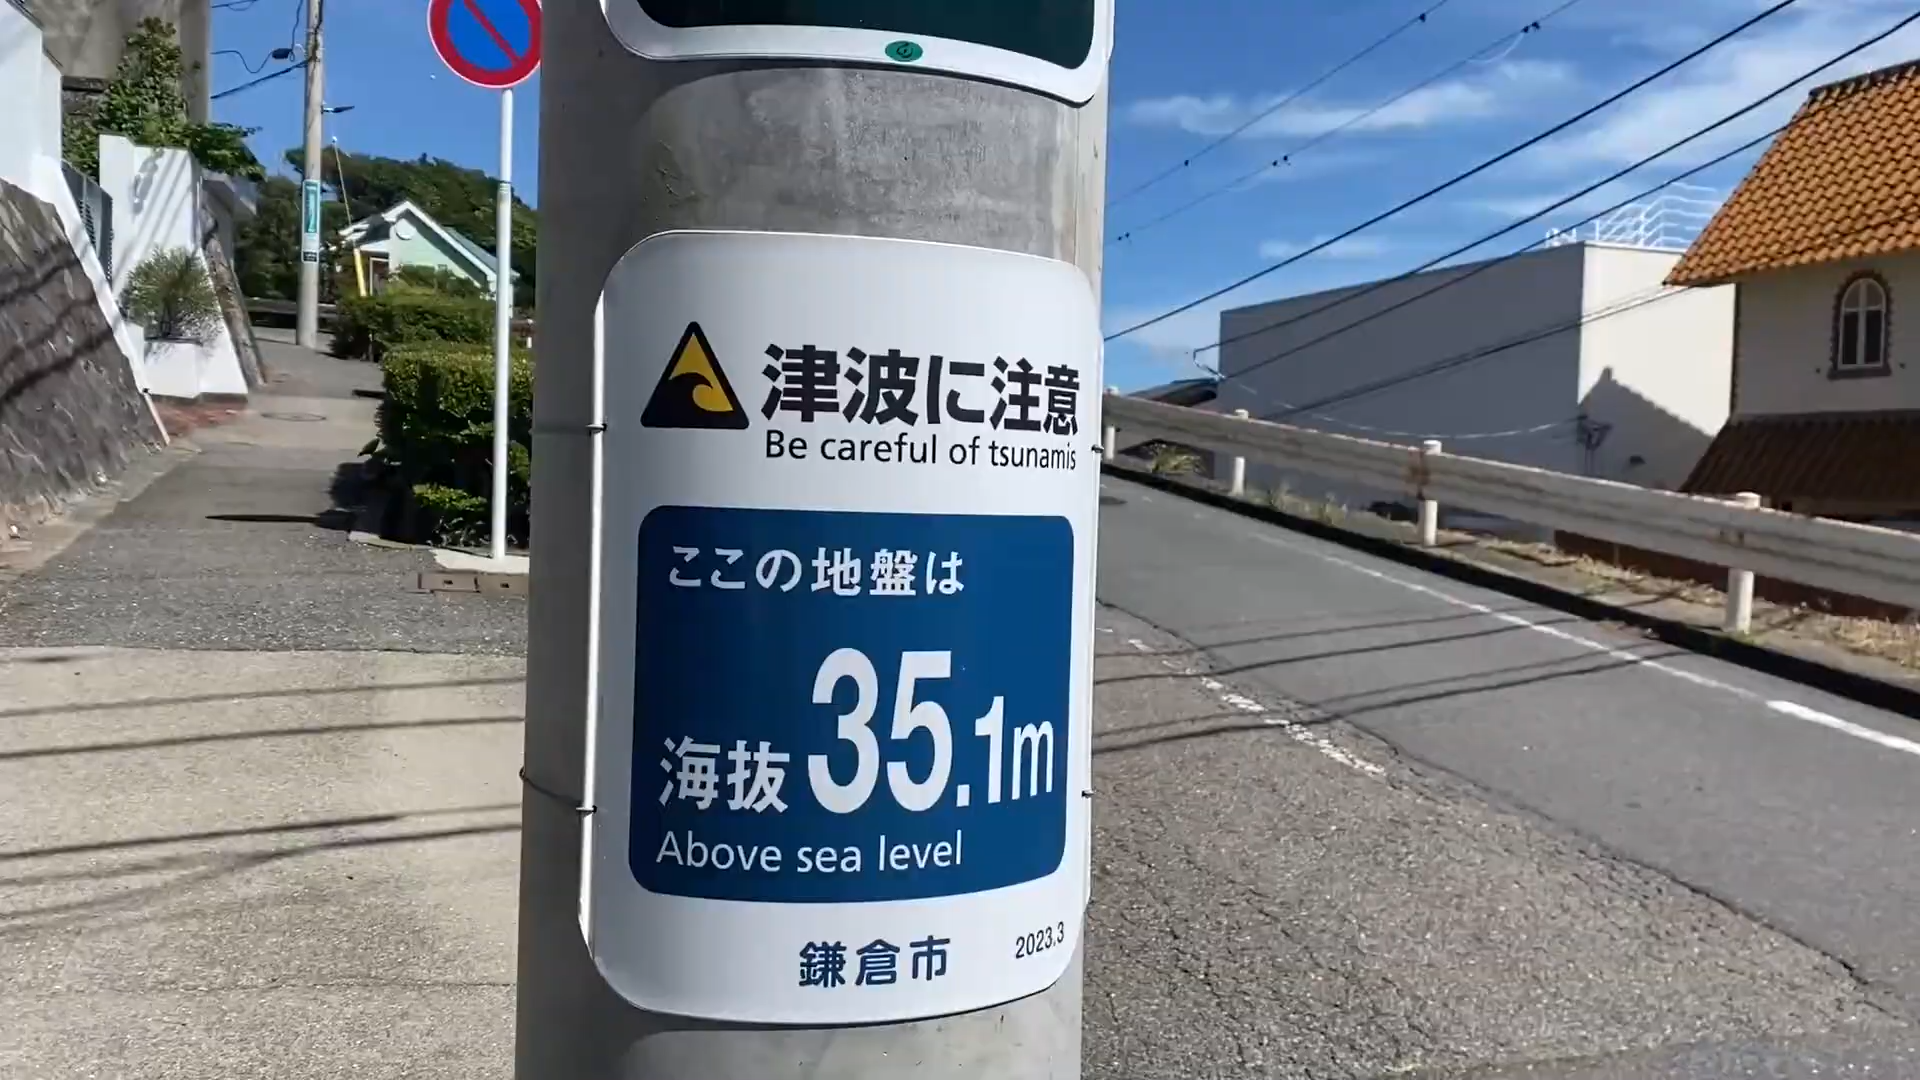 津波に注意
Be careful of tsunamis
ここの地盤は
海抜 35.1m
Above sea level
鎌倉市
2023.3